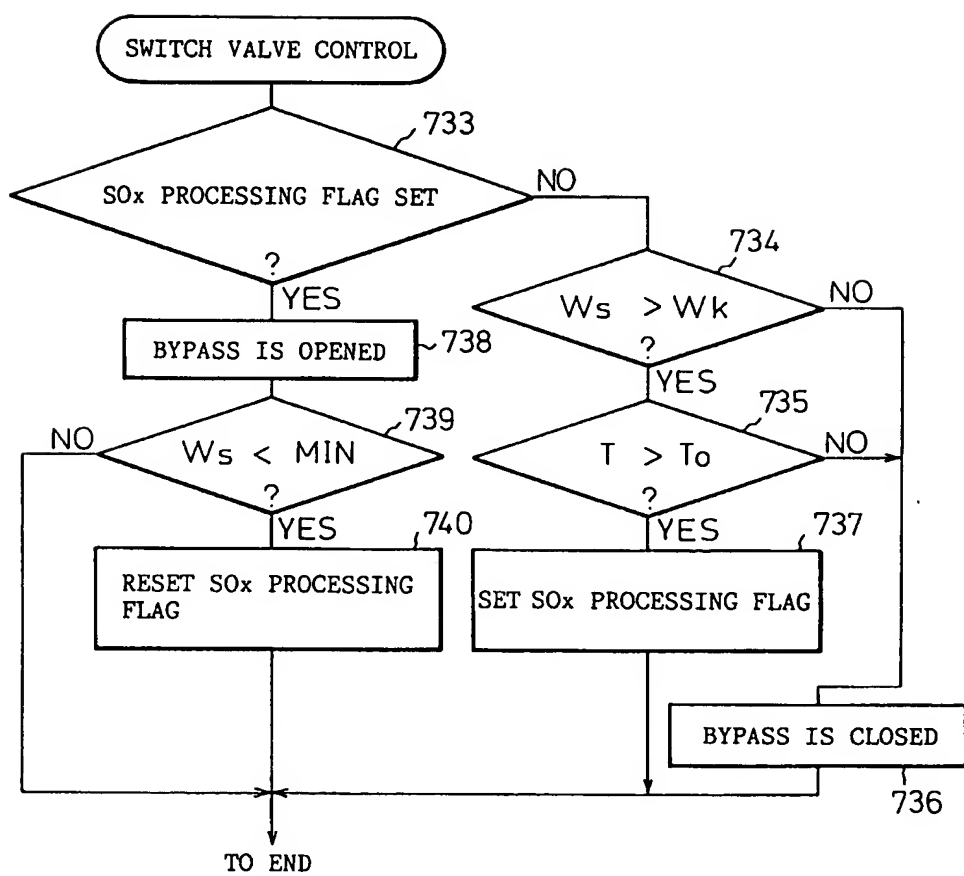 SWITCH VALVE CONTROL
733
SOx PROCESSING FLAG SET
?
NO
YES
734
Ws > Wk
?
NO
YES
BYPASS IS OPENED
738
739
NO
Ws < MIN
?
YES
735
T > To
?
NO
YES
740
RESET SOx PROCESSING
FLAG
737
SET SOx PROCESSING FLAG
BYPASS IS CLOSED
736
TO END